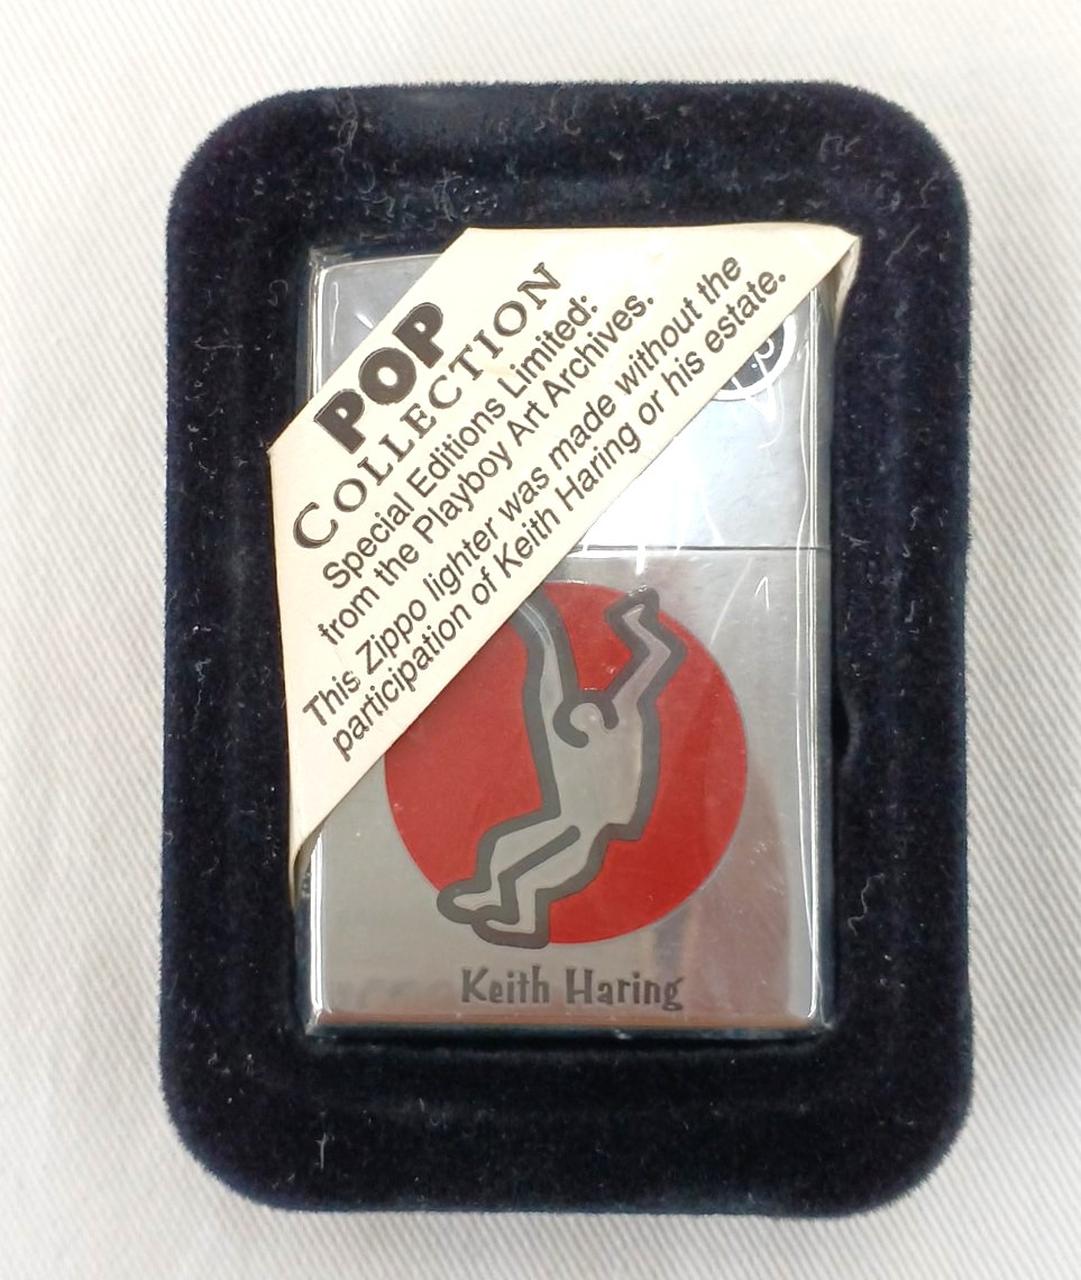 POP
COLLECTION
Special Editions Limited:
from the Playboy Art Archives.
This Zippo lighter was made without the
participation of Keith Haring or his estate.
Keith Haring